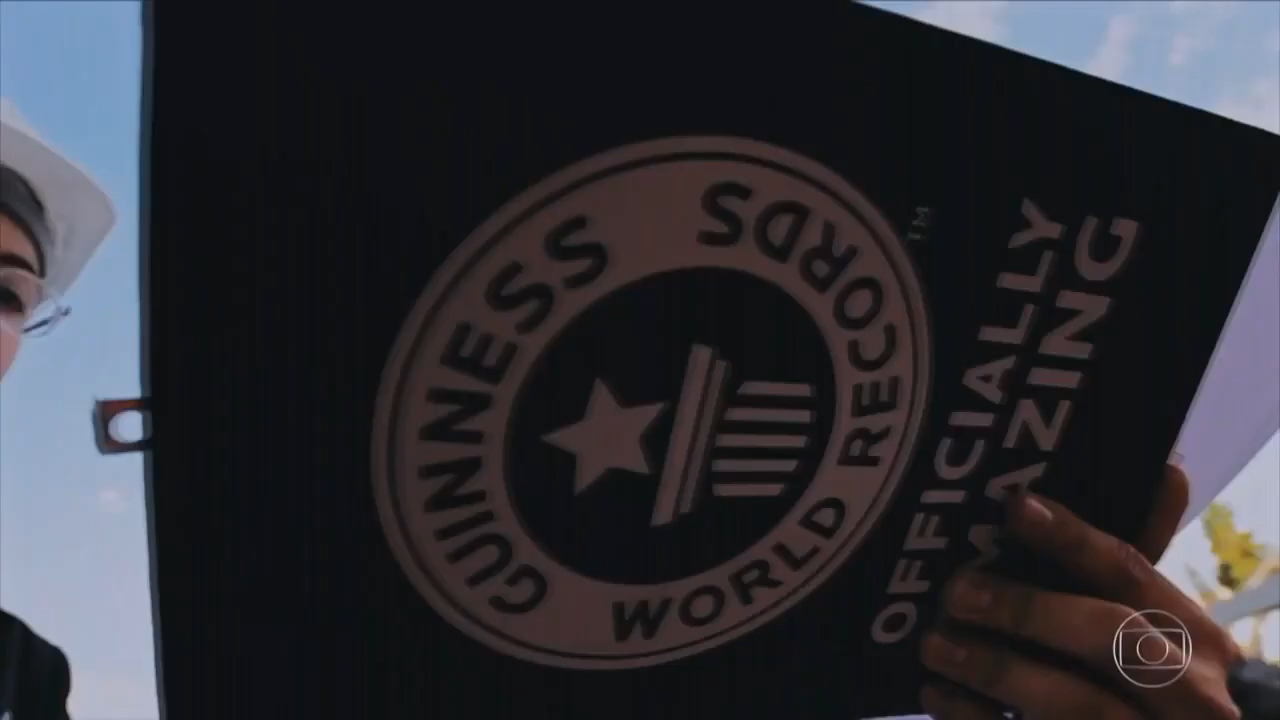 GUINNESS
WORLD RECORDS
TM
OFFICIALLY
AMAZING